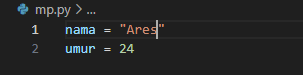 mp.py > ...
1 nama = "Ares"
2 umur = 24